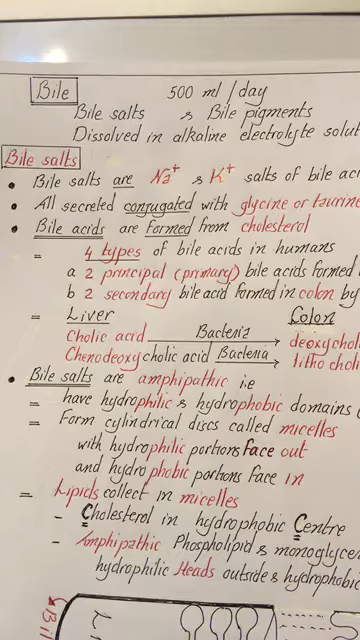 Bile 500 ml/day
Bile salts & Bile pigments
Dissolved in alkaline electrolyte solut
Bile salts
• Bile salts are Na+ & K+ salts of bile aci
• All secreted conjugated with glycine or taurine
• Bile acids are formed from cholesterol
= 4 types of bile acids in humans
a 2 principal (primary) bile acids formed
b 2 secondary bile acid formed in colon by
= Liver Colon
Cholic acid Bacteria → deoxychol
Chenodeoxycholic acid Bacteria → litho choli
• Bile salts are amphipathic i e
= have hydrophilic & hydrophobic domains
= Form cylindrical discs called micelles
with hydrophilic portions Face out
and hydrophobic portions Face in
= Lipids collect in micelles
- Cholesterol in hydrophobic Centre
- Amphipathic Phospholipid & monoglycer
hydrophilic Heads outside & hydrophobi